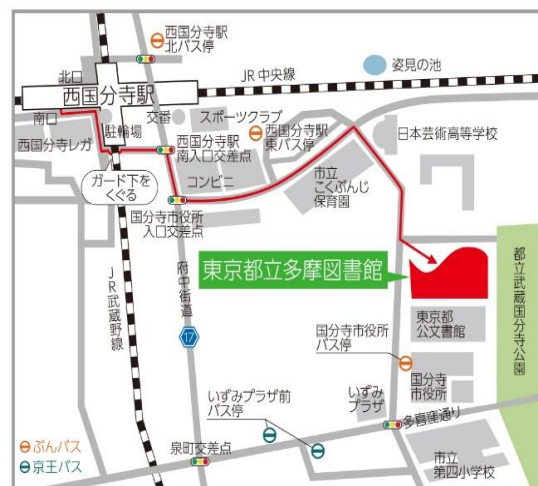 西国分寺駅
北バス停
JR中央線
姿見の池
北口
西国分寺駅
南口
駐輪場
交番
スポーツクラブ
西国分寺レガ
西国分寺駅
南入口交差点
西国分寺駅
東バス停
日本芸術高等学校
ガード下を
くぐる
コンビニ
市立
こくぶんじ
保育園
国分寺市役所
入口交差点
東京都立多摩図書館
都立武蔵国分寺公園
JR武蔵野線
府中街道
17
東京都
公文書館
国分寺市役所
バス停
国分寺
市役所
いずみ
プラザ
いずみプラザ前
バス停
多喜窪通り
ぶんバス
京王バス
泉町交差点
市立
第四小学校